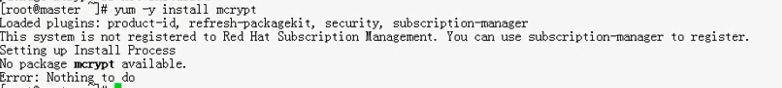 [root@master ~]# yum -y install mcrypt
Loaded plugins: product-id, refresh-packagekit, security, subscription-manager
This system is not registered to Red Hat Subscription Management. You can use subscription-manager to register.
Setting up Install Process
No package mcrypt available.
Error: Nothing to do
[root@master ~]#